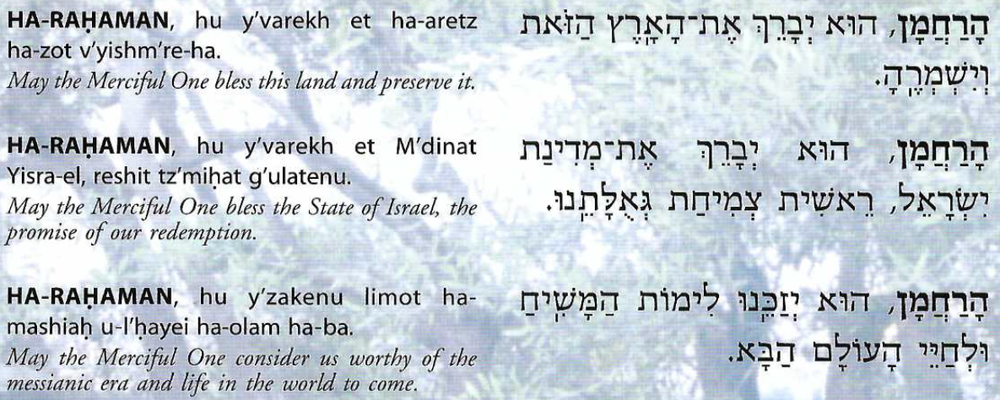 HA-RAḤAMAN, hu y'varekh et ha-aretz
ha-zot v'yishm're-ha.
May the Merciful One bless this land and preserve it.
הָרַחֲמָן, הוּא יְבָרֵךְ אֶת־הָאָרֶץ הַזֹּאת
וְיִשְׁמְרֶהָ.
HA-RAḤAMAN, hu y'varekh et M'dinat
Yisra-el, reshit tz'miḥat g'ulatenu.
May the Merciful One bless the State of Israel, the
promise of our redemption.
הָרַחֲמָן, הוּא יְבָרֵךְ אֶת־מְדִינַת
יִשְׂרָאֵל, רֵאשִׁית צְמִיחַת גְּאֻלָּתֵנוּ.
HA-RAḤAMAN, hu y'zakenu limot ha-
mashiaḥ u-l'ḥayei ha-olam ha-ba.
May the Merciful One consider us worthy of the
messianic era and life in the world to come.
הָרַחֲמָן, הוּא יְזַכֵּנוּ לִימוֹת הַמָּשִׁיחַ
וּלְחַיֵּי הָעוֹלָם הַבָּא.